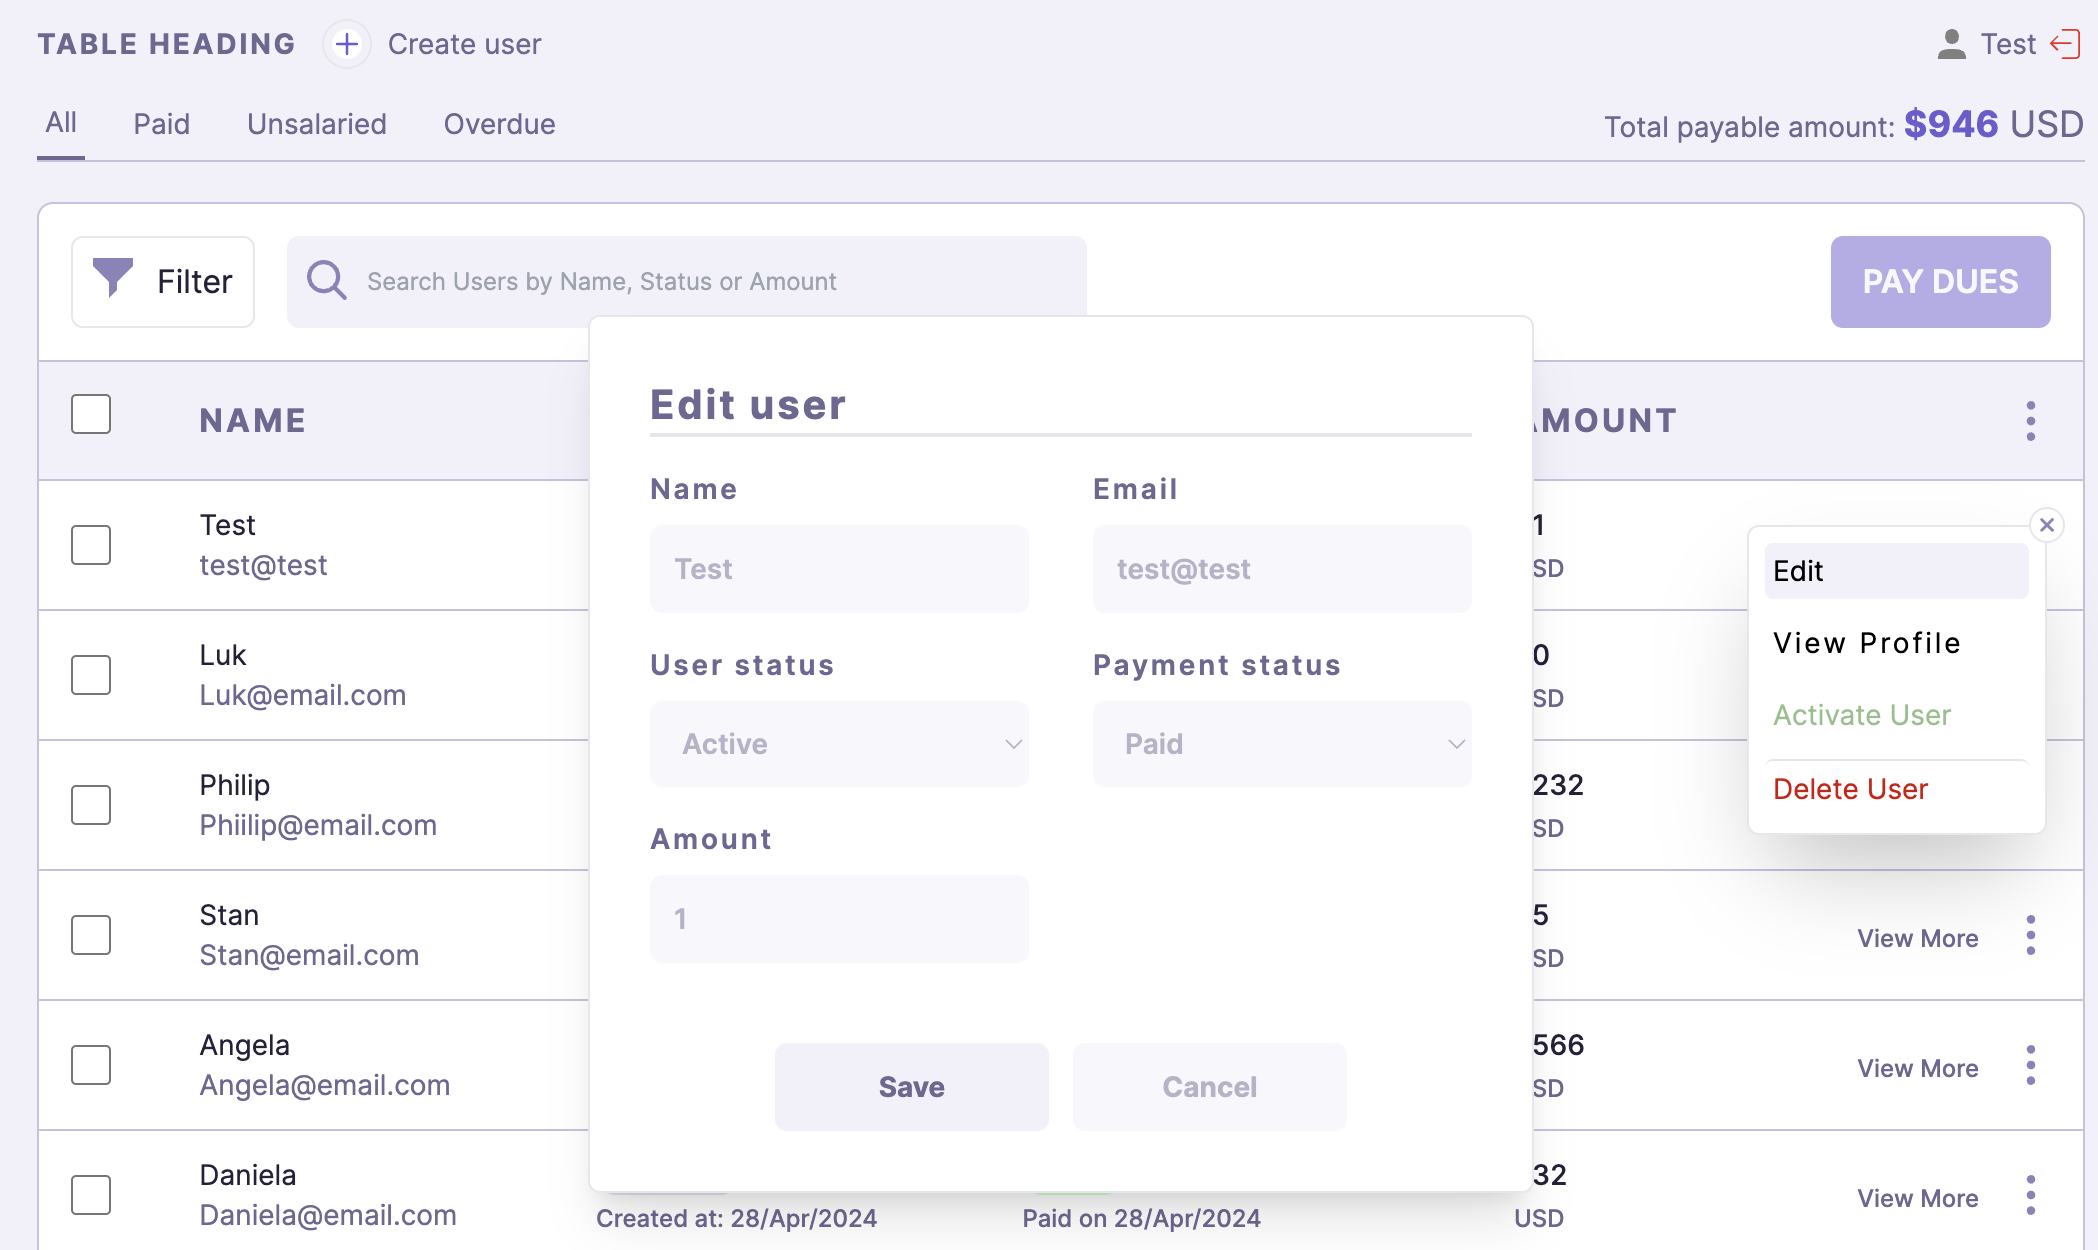 TABLE HEADING
Create user
Test
All
Paid
Unsalaried
Overdue
Total payable amount: $946 USD
Filter
Search Users by Name, Status or Amount
PAY DUES
NAME
AMOUNT
Test
test@test
1
SD
Luk
Luk@email.com
0
SD
Philip
Phiilip@email.com
232
SD
Stan
Stan@email.com
5
SD
View More
Angela
Angela@email.com
566
SD
View More
Daniela
Daniela@email.com
Created at: 28/Apr/2024
Paid on 28/Apr/2024
32
USD
View More
Edit user
Name
Email
Test
test@test
User status
Payment status
Active
Paid
Amount
1
Save
Cancel
Edit
View Profile
Activate User
Delete User